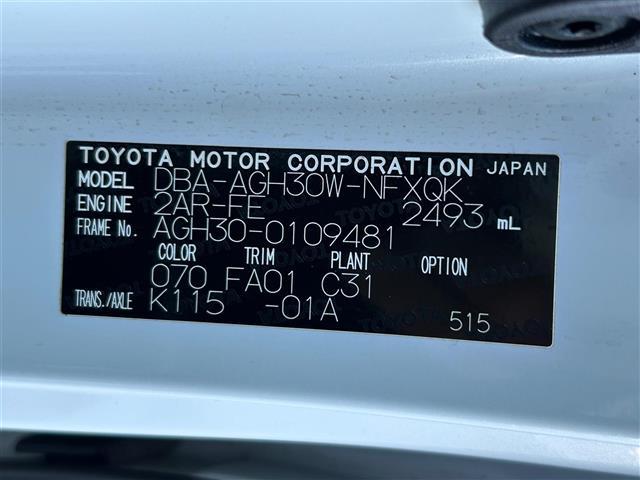 TOYOTA MOTOR CORPORATION JAPAN
MODEL DBA-AGH30W-NFXQK
ENGINE 2AR-FE 2493 mL
FRAME No. AGH30-0109481
COLOR TRIM PLANT OPTION
070 FA01 C31
TRANS./AXLE K115 -01A
515